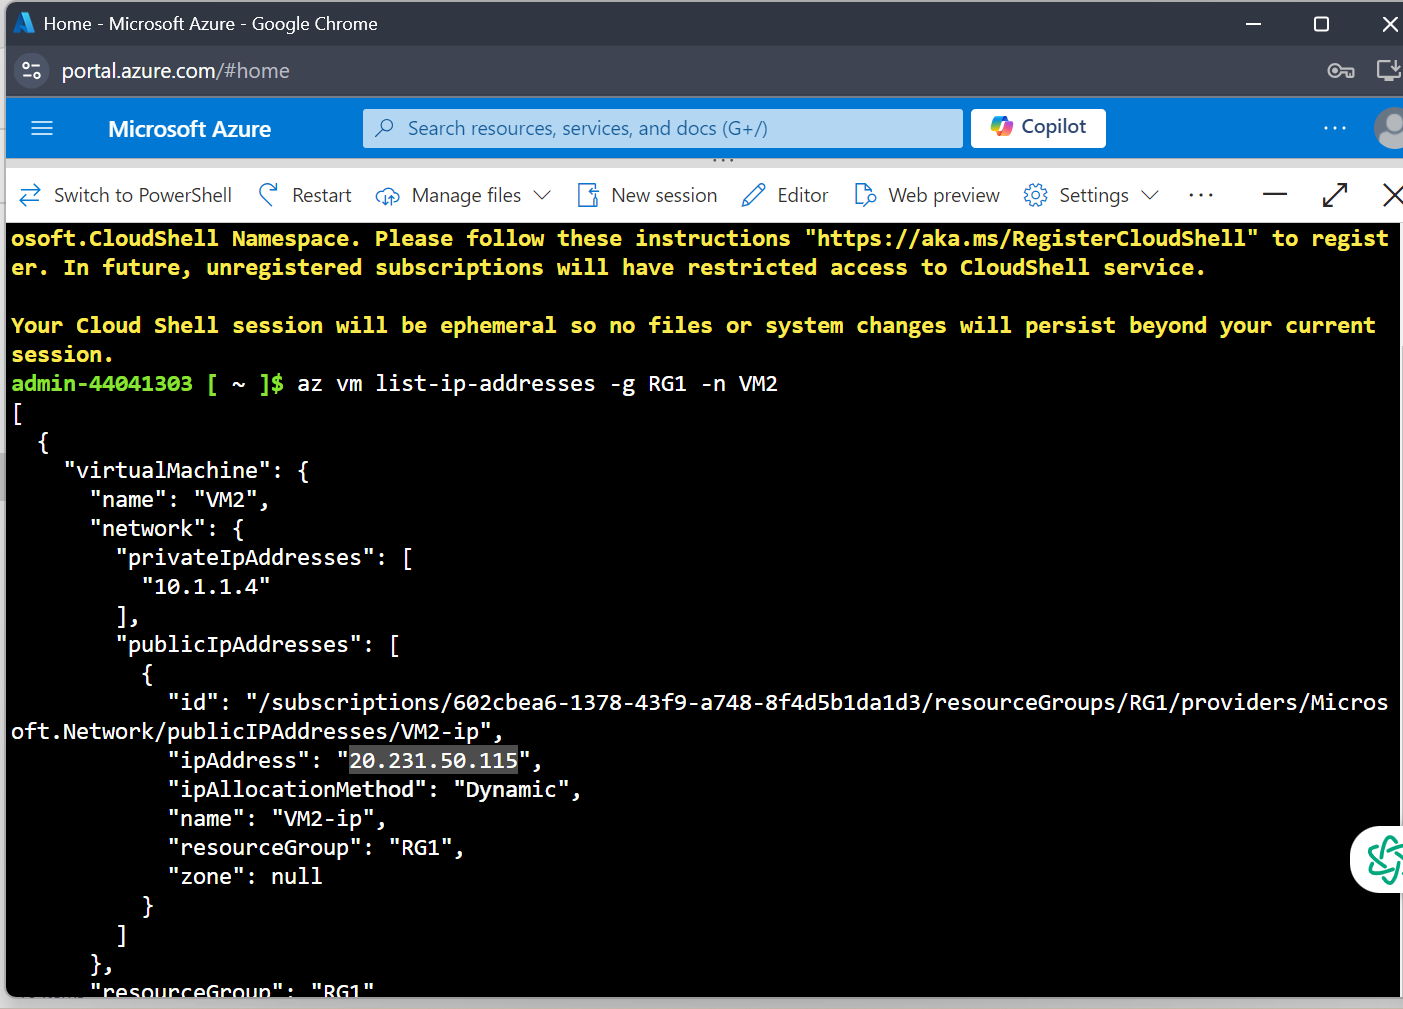 Home - Microsoft Azure - Google Chrome
portal.azure.com/#home
Microsoft Azure
Search resources, services, and docs (G+/)
Copilot
Switch to PowerShell
Restart
Manage files
New session
Editor
Web preview
Settings
osoft.CloudShell Namespace. Please follow these instructions "https://aka.ms/RegisterCloudShell" to regist
er. In future, unregistered subscriptions will have restricted access to CloudShell service.
Your Cloud Shell session will be ephemeral so no files or system changes will persist beyond your current
session.
admin-44041303 [ ~ ]$ az vm list-ip-addresses -g RG1 -n VM2
[
{
"virtualMachine": {
"name": "VM2",
"network": {
"privateIpAddresses": [
"10.1.1.4"
],
"publicIpAddresses": [
{
"id": "/subscriptions/602cbea6-1378-43f9-a748-8f4d5b1da1d3/resourceGroups/RG1/providers/Micros
oft.Network/publicIPAddresses/VM2-ip",
"ipAddress": "20.231.50.115",
"ipAllocationMethod": "Dynamic",
"name": "VM2-ip",
"resourceGroup": "RG1",
"zone": null
}
]
},
"resourceGroup": "RG1"